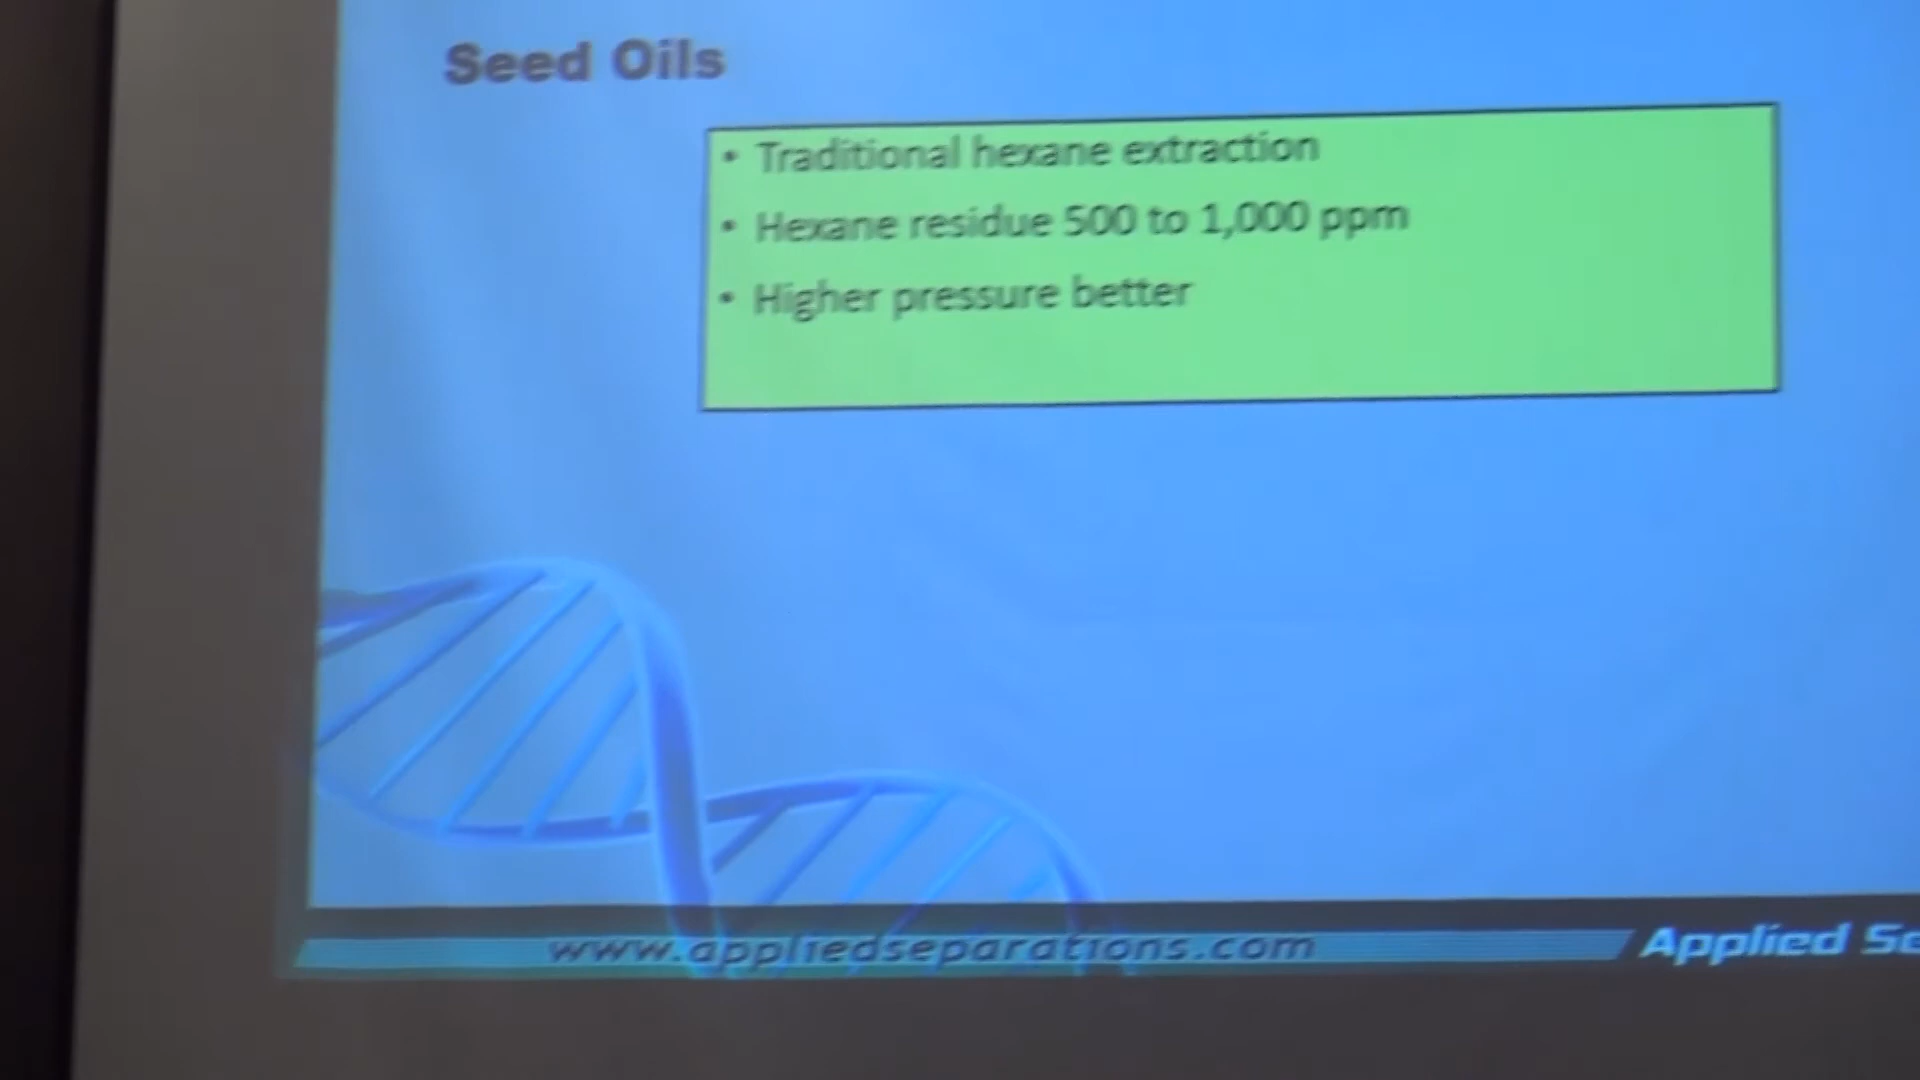 Seed Oils
• Traditional hexane extraction
• Hexane residue 500 to 1,000 ppm
• Higher pressure better
www.appliedseparations.com
Applied Se